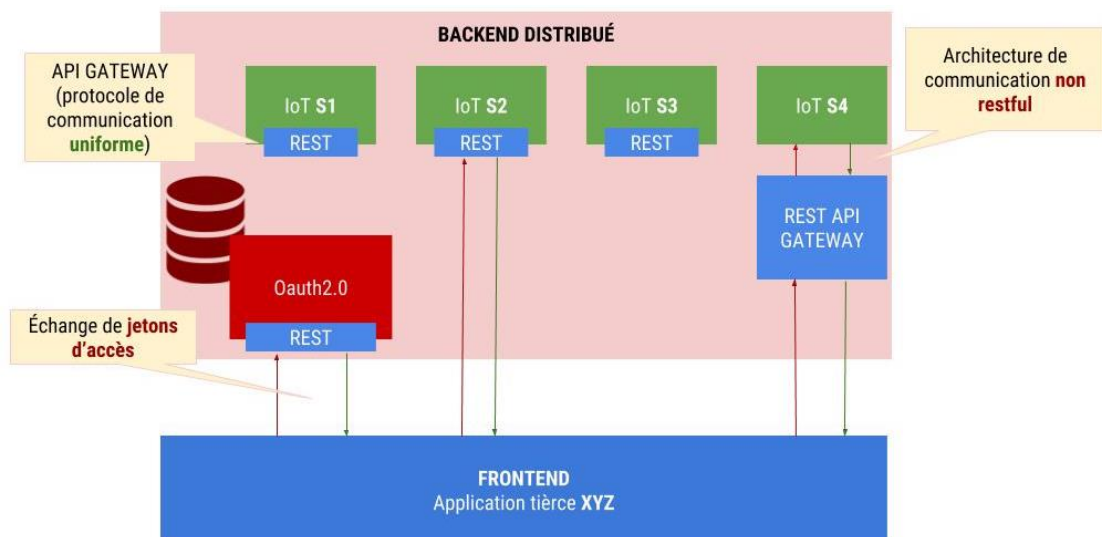 BACKEND DISTRIBUÉ
API GATEWAY
(protocole de
communication
uniforme)
IoT S1
REST
IoT S2
REST
IoT S3
REST
IoT S4
Architecture de
communication non
restful
REST API
GATEWAY
Oauth2.0
REST
Échange de jetons
d’accès
FRONTEND
Application tièrce XYZ